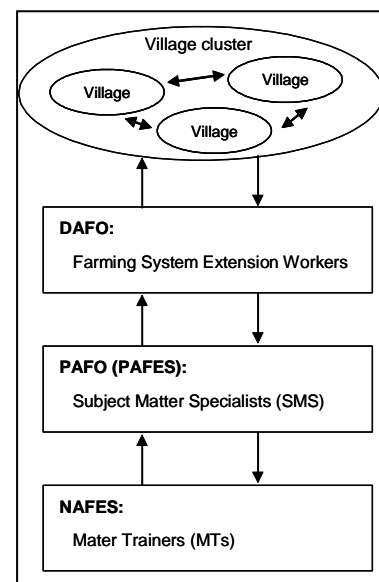 Village cluster
Village
Village
Village
DAFO:
Farming System Extension Workers
PAFO (PAFES):
Subject Matter Specialists (SMS)
NAFES:
Mater Trainers (MTs)